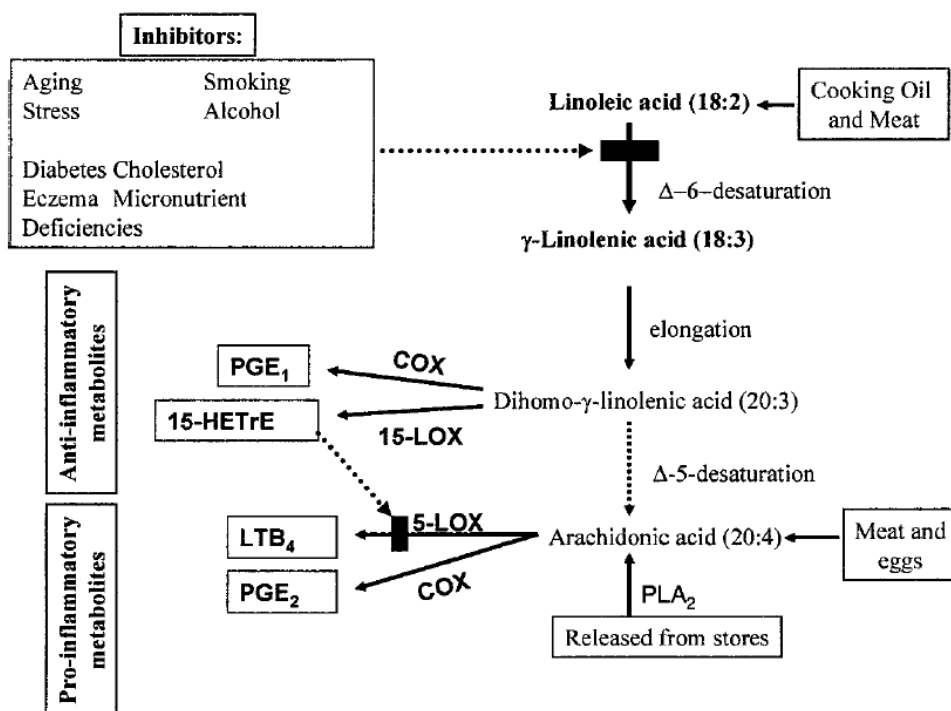 Inhibitors:
Aging Smoking
Stress Alcohol
Diabetes Cholesterol
Eczema Micronutrient
Deficiencies
Linoleic acid (18:2)
Cooking Oil
and Meat
Δ–6–desaturation
γ-Linolenic acid (18:3)
elongation
Anti-inflammatory
metabolites
PGE₁
COX
15-HETrE
15-LOX
Dihomo-γ-linolenic acid (20:3)
Δ-5-desaturation
Pro-inflammatory
metabolites
LTB₄
5-LOX
Arachidonic acid (20:4)
Meat and
eggs
PGE₂
COX
PLA₂
Released from stores